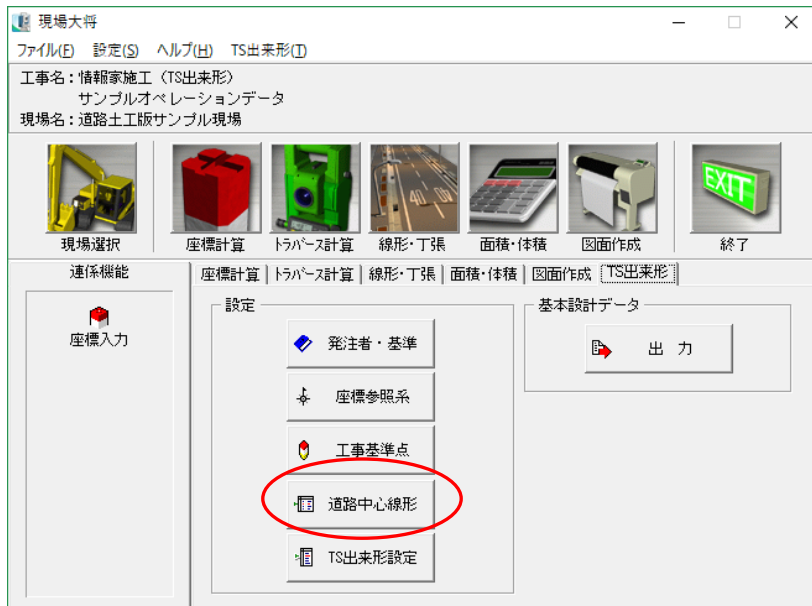 現場大将
ファイル(F) 設定(S) ヘルプ(H) TS出来形(T)
工事名：情報家施工（TS出来形）
サンプルオペレーションデータ
現場名：道路土工版サンプル現場
EXIT
現場選択 座標計算 トラバース計算 線形・丁張 面積・体積 図面作成 終了
連係機能
座標入力
座標計算 トラバース計算 線形・丁張 面積・体積 図面作成 TS出来形
設定
発注者・基準
座標参照系
工事基準点
道路中心線形
TS出来形設定
基本設計データ
出 力